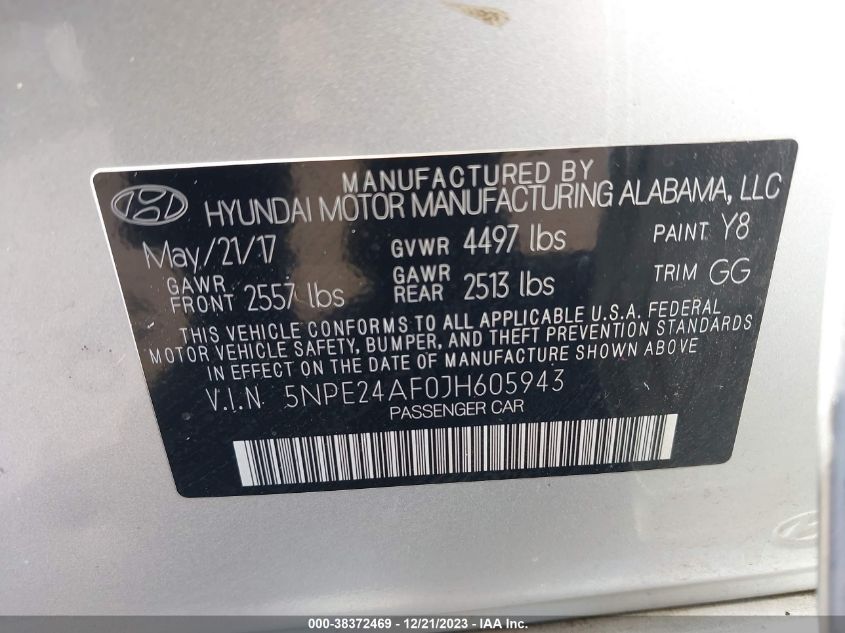 MANUFACTURED BY
HYUNDAI MOTOR MANUFACTURING ALABAMA, LLC
May/21/17 GVWR 4497 lbs PAINT Y8
GAWR FRONT 2557 lbs GAWR REAR 2513 lbs TRIM GG
THIS VEHICLE CONFORMS TO ALL APPLICABLE U.S.A. FEDERAL
MOTOR VEHICLE SAFETY, BUMPER, AND THEFT PREVENTION STANDARDS
IN EFFECT ON THE DATE OF MANUFACTURE SHOWN ABOVE
V.I.N. 5NPE24AF0JH605943
PASSENGER CAR
000-38372469 - 12/21/2023 - IAA Inc.